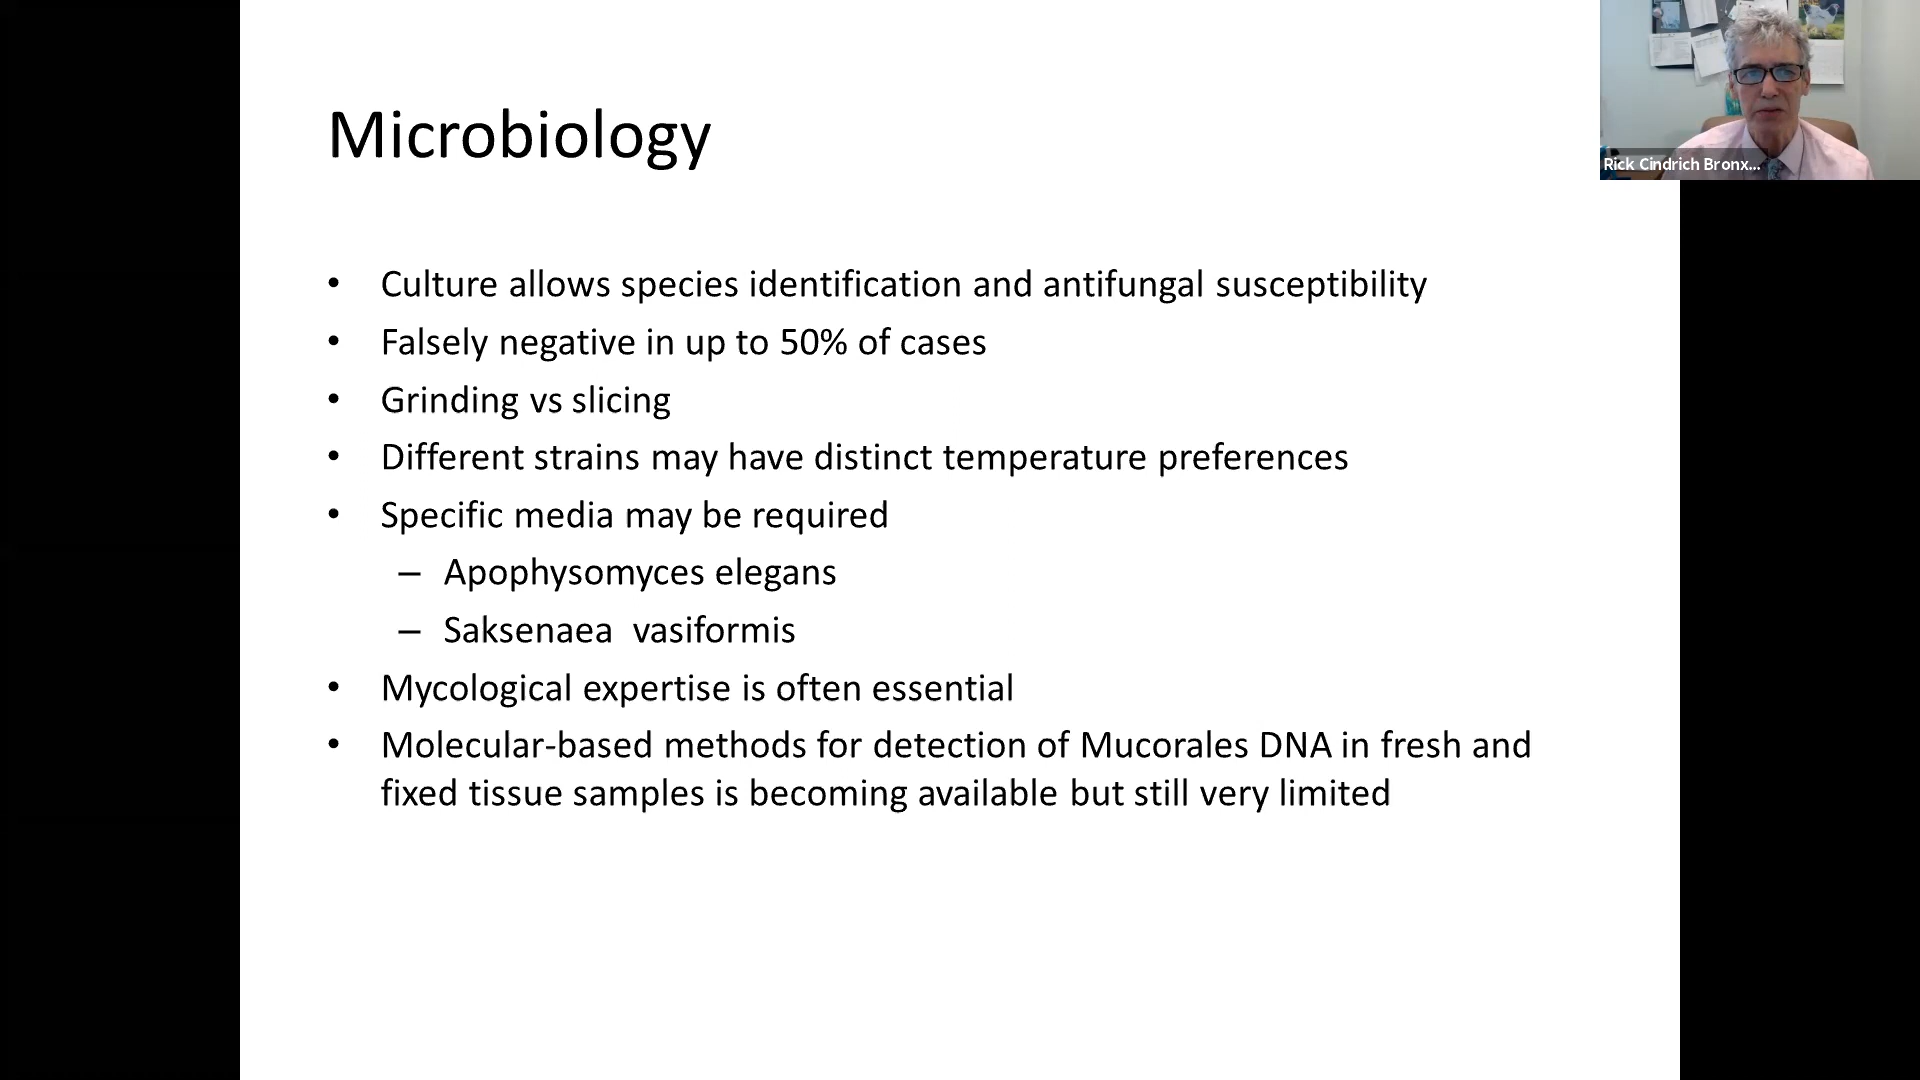 Microbiology
Rick Cindrich Bronx...
• Culture allows species identification and antifungal susceptibility
• Falsely negative in up to 50% of cases
• Grinding vs slicing
• Different strains may have distinct temperature preferences
• Specific media may be required
– Apophysomyces elegans
– Saksenaea  vasiformis
• Mycological expertise is often essential
• Molecular-based methods for detection of Mucorales DNA in fresh and
fixed tissue samples is becoming available but still very limited